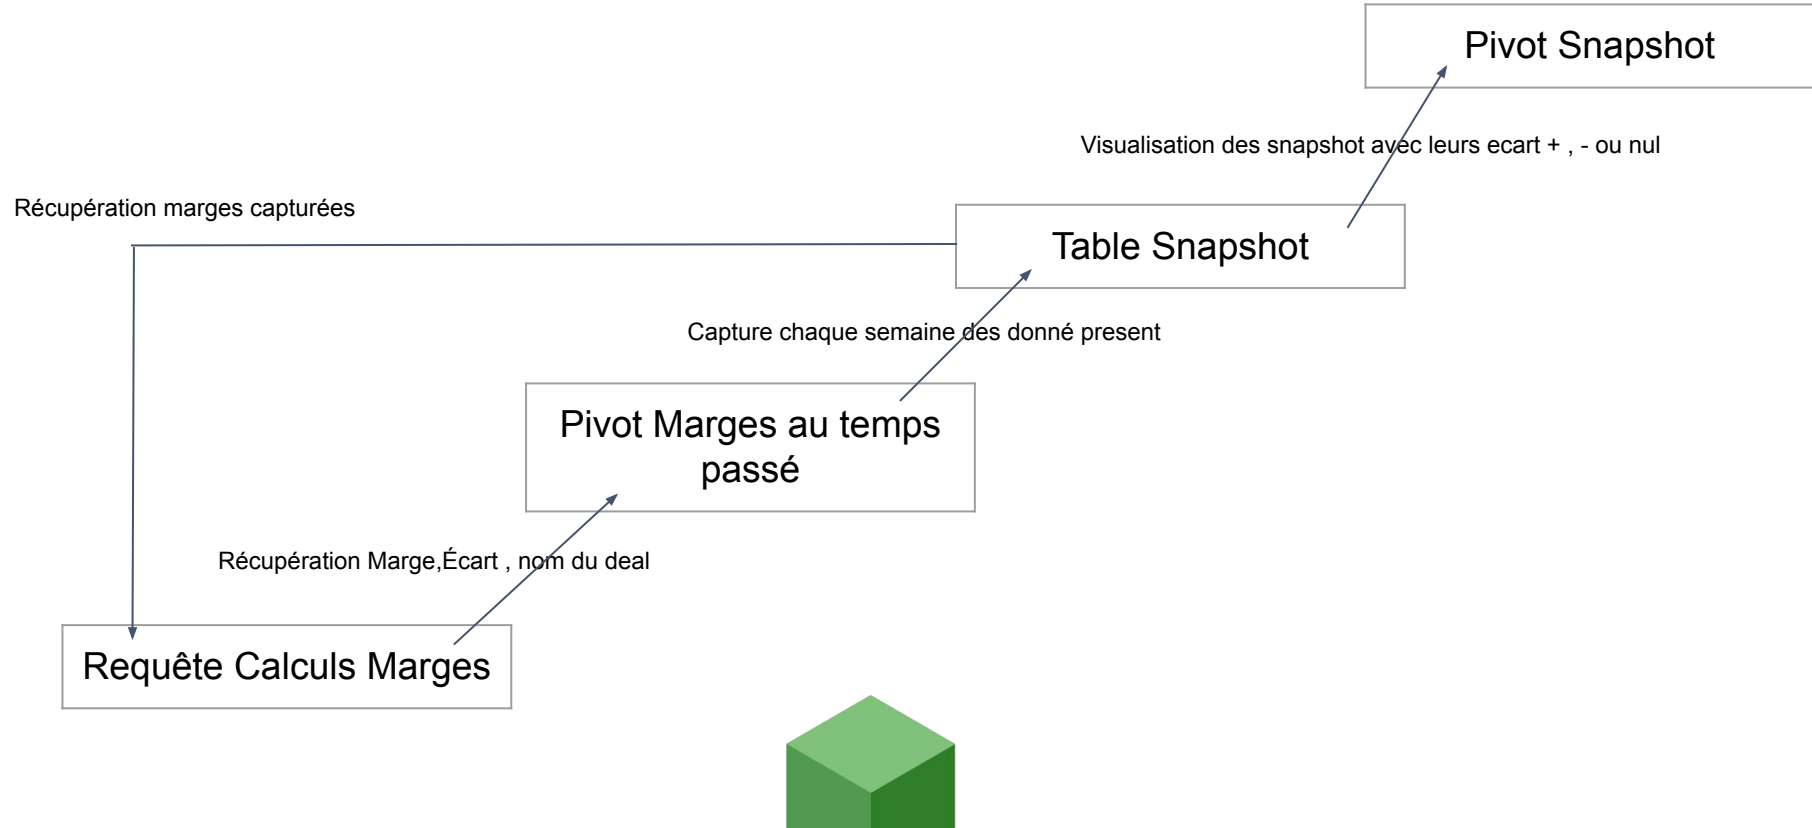 Pivot Snapshot
Visualisation des snapshot avec leurs ecart + , - ou nul
Récupération marges capturées
Table Snapshot
Capture chaque semaine des donné present
Pivot Marges au temps
passé
Récupération Marge,Écart , nom du deal
Requête Calculs Marges